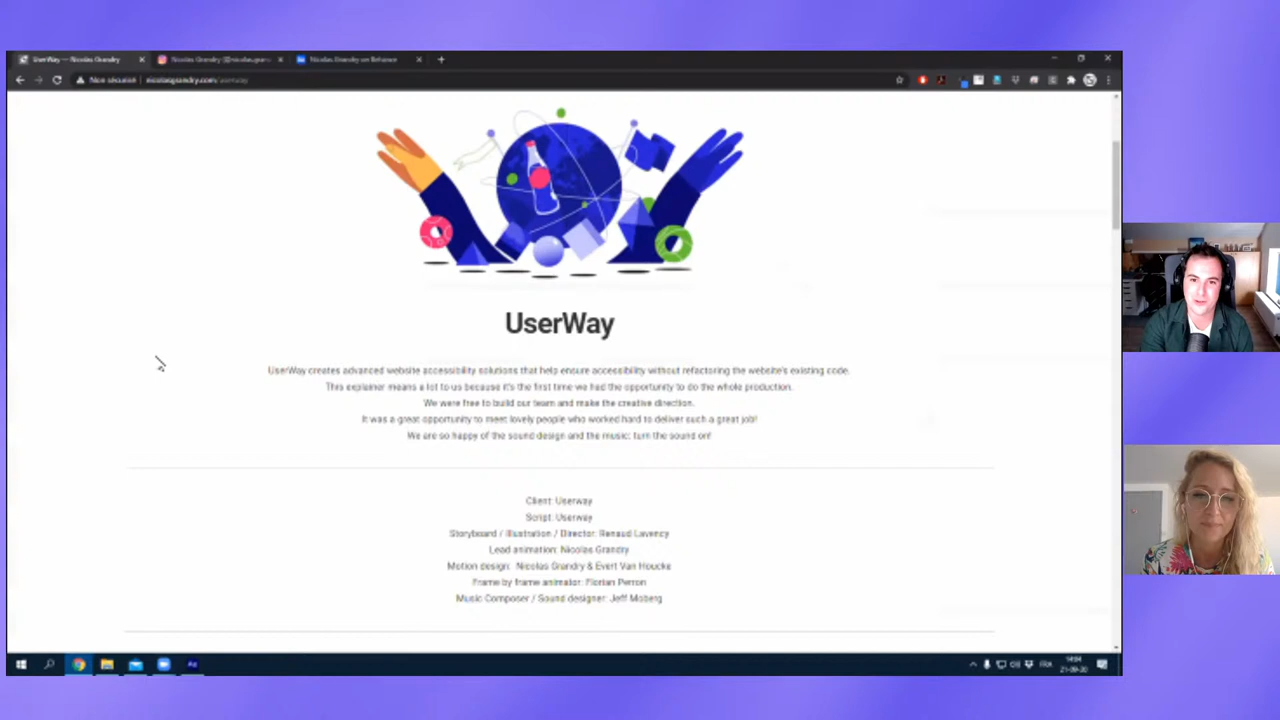 UserWay — Nicolas Grandry
Nicolas Grandry (@nicolas.gran
Nicolas Grandry on Behance
Non sécurisé
nicolasgrandry.com/userway
UserWay
UserWay creates advanced website accessibility solutions that help ensure accessibility without refactoring the website's existing code.
This explainer means a lot to us because it's the first time we had the opportunity to do the whole production.
We were free to build our team and make the creative direction.
It was a great opportunity to meet lovely people who worked hard to deliver such a great job!
We are so happy of the sound design and the music: turn the sound on!
Client: Userway
Script: Userway
Storyboard / Illustration / Director: Renaud Lavency
Lead animation: Nicolas Grandry
Motion design: Nicolas Grandry & Evert Van Houcke
Frame by frame animator: Florian Perron
Music Composer / Sound designer: Jeff Moberg
Ae
FRA
21-09-20